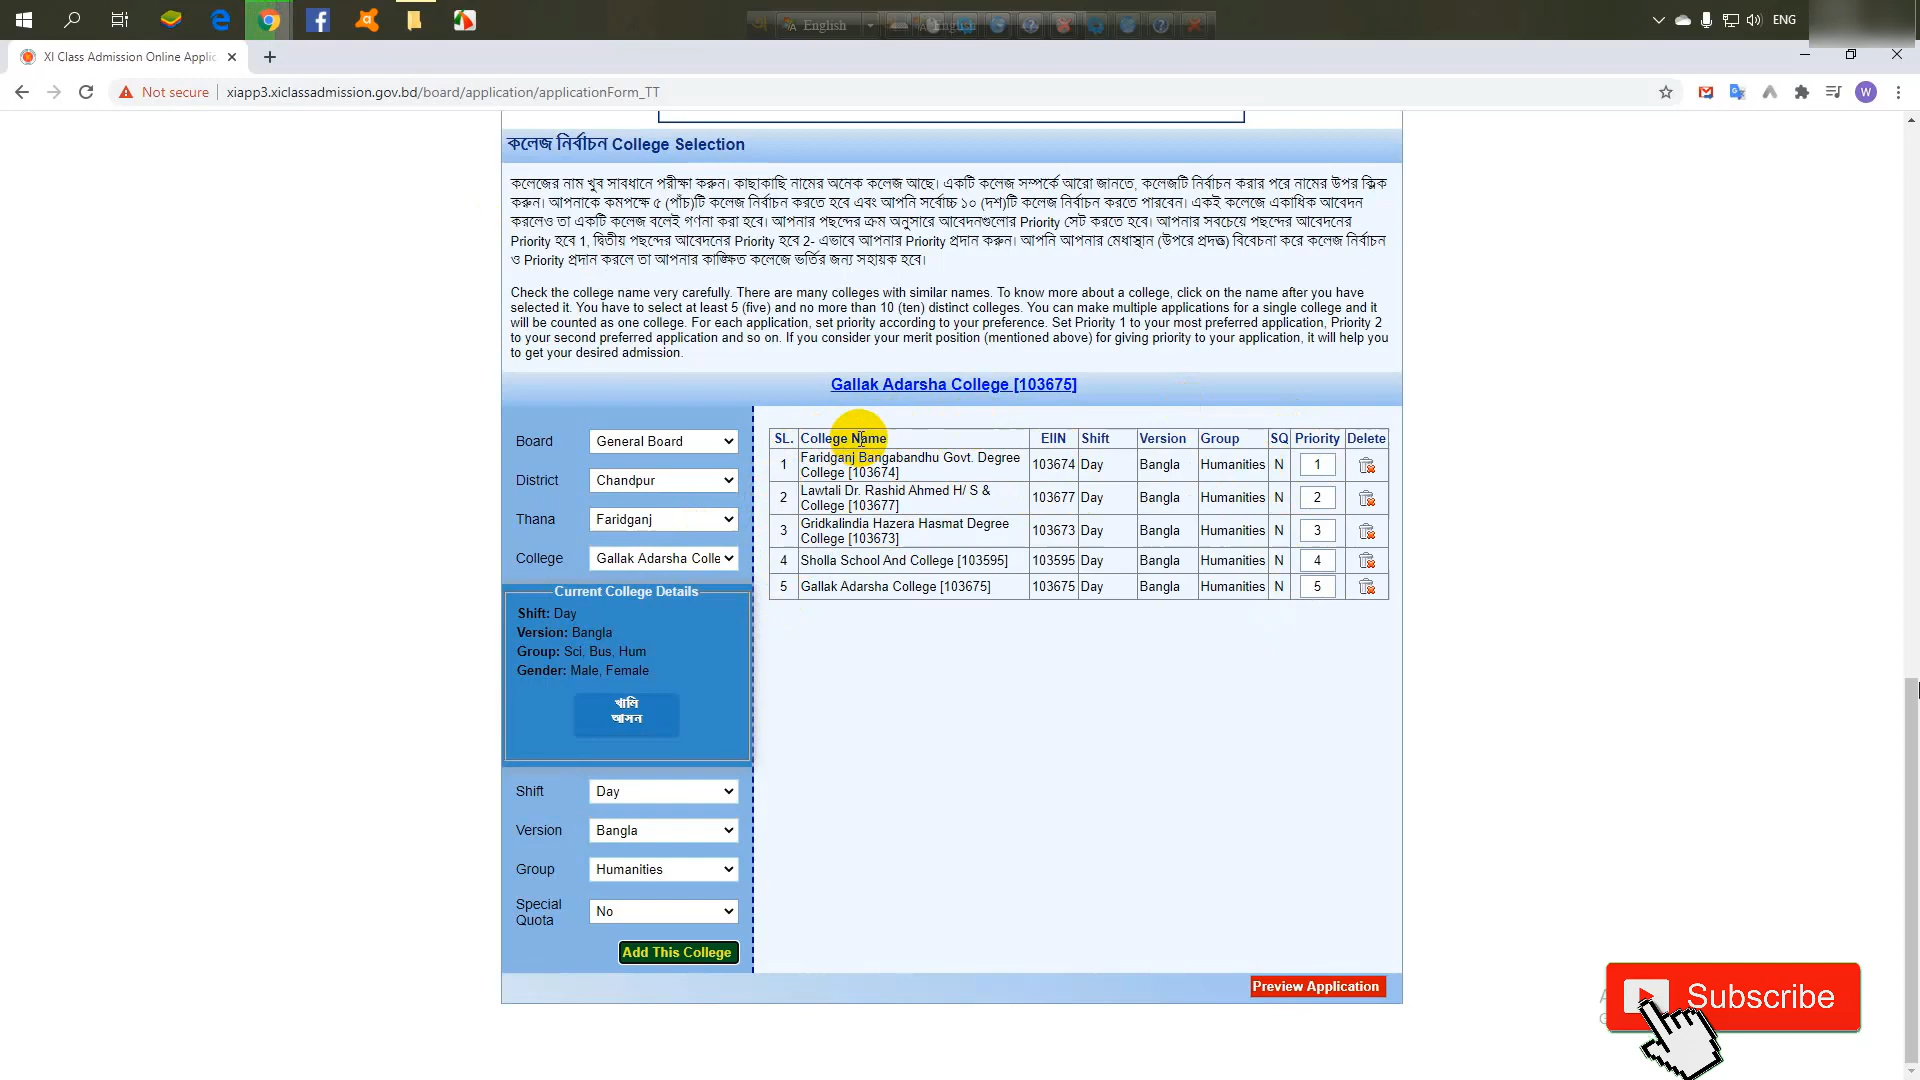 English
ENG
XI Class Admission Online Applic
Not secure
xiapp3.xiclassadmission.gov.bd/board/application/applicationForm_TT
W
কলেজ নির্বাচন College Selection
কলেজের নাম খুব সাবধানে পরীক্ষা করুন। কাছাকাছি নামের অনেক কলেজ আছে। একটি কলেজ সম্পর্কে আরো জানতে, কলেজটি নির্বাচন করার পরে নামের উপর ক্লিক
করুন। আপনাকে কমপক্ষে ৫ (পাঁচ)টি কলেজ নির্বাচন করতে হবে এবং আপনি সর্বোচ্চ ১০ (দশ)টি কলেজ নির্বাচন করতে পারবেন। একই কলেজে একাধিক আবেদন
করলেও তা একটি কলেজ বলেই গণনা করা হবে। আপনার পছন্দের ক্রম অনুসারে আবেদনগুলোর Priority সেট করতে হবে। আপনার সবচেয়ে পছন্দের আবেদনের
Priority হবে 1, দ্বিতীয় পছন্দের আবেদনের Priority হবে 2- এভাবে আপনার Priority প্রদান করুন। আপনি আপনার মেধাস্থান (উপরে প্রদত্ত) বিবেচনা করে কলেজ নির্বাচন
ও Priority প্রদান করলে তা আপনার কাঙ্ক্ষিত কলেজে ভর্তির জন্য সহায়ক হবে।
Check the college name very carefully. There are many colleges with similar names. To know more about a college, click on the name after you have
selected it. You have to select at least 5 (five) and no more than 10 (ten) distinct colleges. You can make multiple applications for a single college and it
will be counted as one college. For each application, set priority according to your preference. Set Priority 1 to your most preferred application, Priority 2
to your second preferred application and so on. If you consider your merit position (mentioned above) for giving priority to your application, it will help you
to get your desired admission.
Gallak Adarsha College [103675]
Board General Board
District Chandpur
Thana Faridganj
College Gallak Adarsha Colle
Current College Details
Shift: Day
Version: Bangla
Group: Sci, Bus, Hum
Gender: Male, Female
খালি
আসন
Shift Day
Version Bangla
Group Humanities
Special
Quota No
Add This College
SL. College Name EIIN Shift Version Group SQ Priority Delete
1 Faridganj Bangabandhu Govt. Degree
College [103674] 103674 Day Bangla Humanities N 1
2 Lawtali Dr. Rashid Ahmed H/ S &
College [103677] 103677 Day Bangla Humanities N 2
3 Gridkalindia Hazera Hasmat Degree
College [103673] 103673 Day Bangla Humanities N 3
4 Sholla School And College [103595] 103595 Day Bangla Humanities N 4
5 Gallak Adarsha College [103675] 103675 Day Bangla Humanities N 5
Preview Application
Subscribe